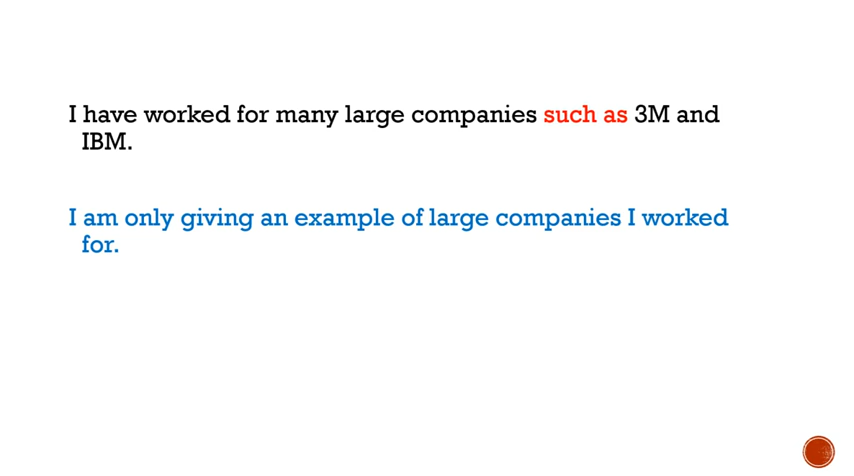 I have worked for many large companies such as 3M and
IBM.
I am only giving an example of large companies I worked
for.